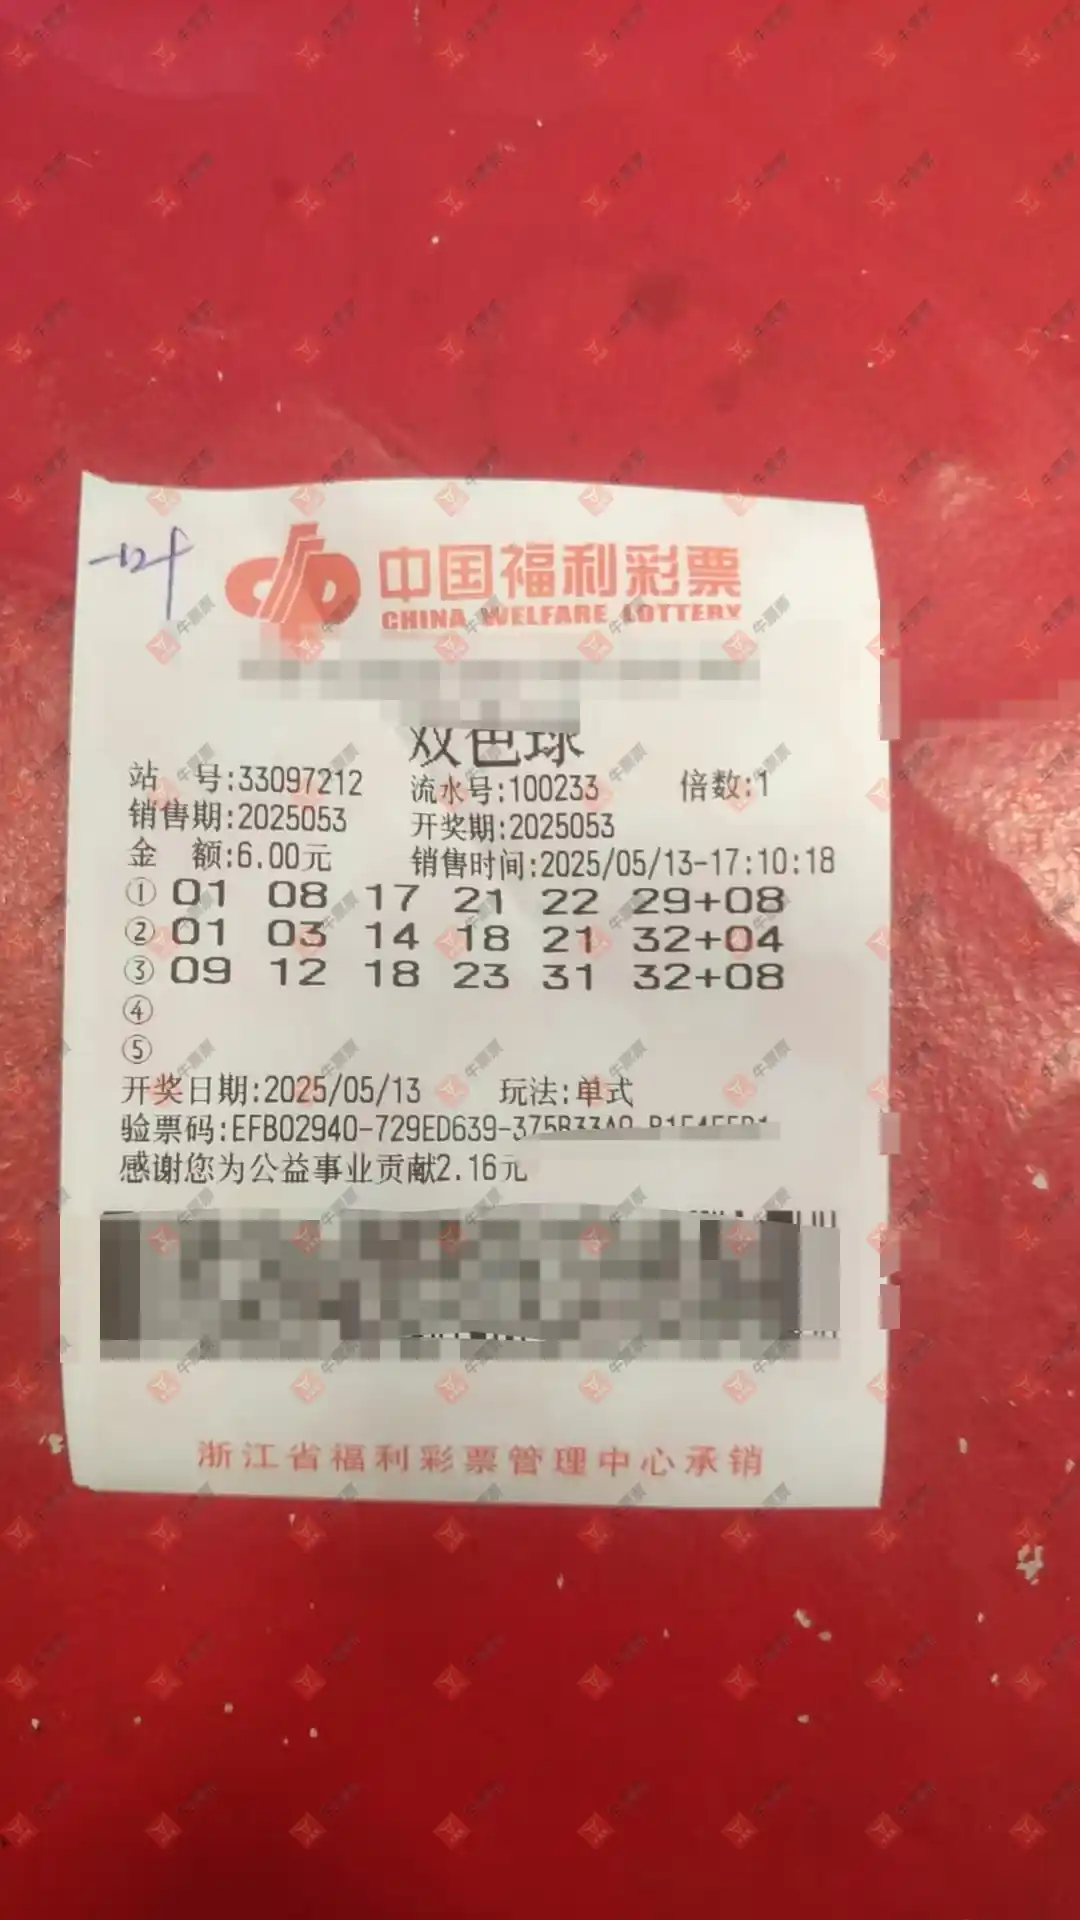 中国福利彩票
CHINA WELFARE LOTTERY
双色球
站 号:33097212 流水号:100233 倍数:1
销售期:2025053 开奖期:2025053
金 额:6.00元 销售时间:2025/05/13-17:10:18
① 01 08 17 21 22 29+08
② 01 03 14 18 21 32+04
③ 09 12 18 23 31 32+08
④
⑤
开奖日期:2025/05/13 玩法:单式
验票码:EFB02940-729ED639-
感谢您为公益事业贡献2.16元
浙江省福利彩票管理中心承销